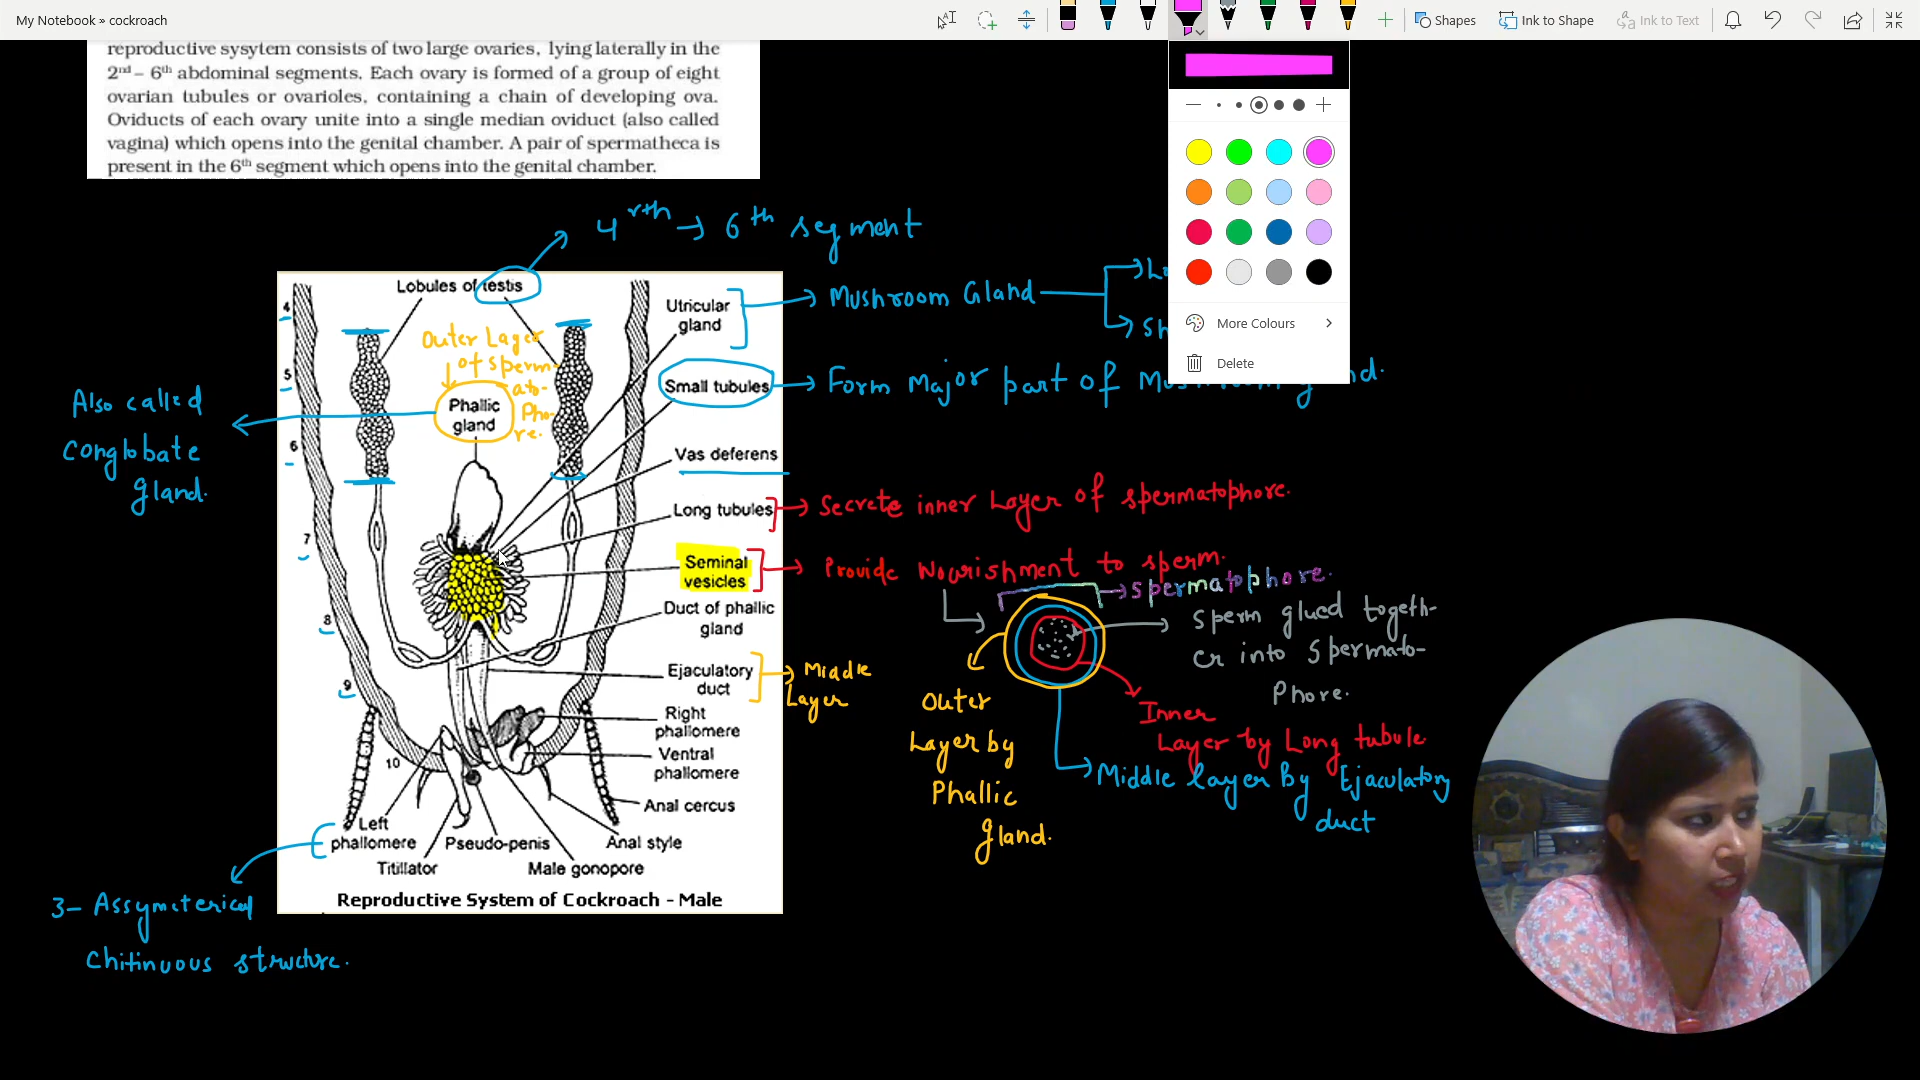 My Notebook » cockroach
Shapes
Ink to Shape
Ink to Text
reproductive sysytem consists of two large ovaries, lying laterally in the
2nd – 6th abdominal segments. Each ovary is formed of a group of eight
ovarian tubules or ovarioles, containing a chain of developing ova.
Oviducts of each ovary unite into a single median oviduct (also called
vagina) which opens into the genital chamber. A pair of spermatheca is
present in the 6th segment which opens into the genital chamber.
More Colours
Delete
4rth → 6th segment
Lobules of testis
Utricular
gland
Mushroom Gland
Lo
Sh
Outer Layer
of sperm-
ato-
Pho-
re.
Small tubules
Form Major part of Mus
gnd.
Phallic
gland
Also called
Conglobate
gland.
Vas deferens
Long tubules
Secrete inner Layer of spermatophore.
Seminal
vesicles
Provide Nourishment to sperm.
spermatophore.
Sperm glued togeth-
er into Spermato-
Phore.
Duct of phallic
gland
Ejaculatory
duct
Middle
Layer
Outer
Layer by
Phallic
gland.
Inner
Layer by Long tubule
Middle layer By Ejaculatory
duct
Right
phallomere
Ventral
phallomere
Anal cercus
Left
phallomere
Pseudo-penis
Anal style
Titillator
Male gonopore
4
5
6
7
8
9
10
Reproductive System of Cockroach - Male
3- Assymeterical
Chitinuous structure.